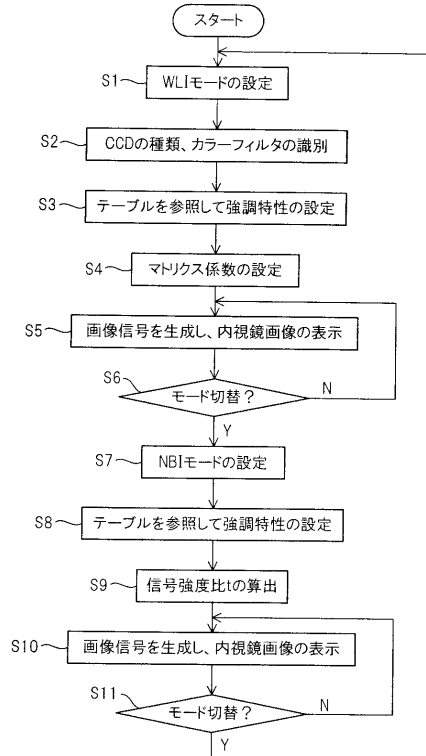 スタート
S1 WLIモードの設定
S2 CCDの種類、カラーフィルタの識別
S3 テーブルを参照して強調特性の設定
S4 マトリクス係数の設定
S5 画像信号を生成し、内視鏡画像の表示
S6 モード切替？ N
Y
S7 NBIモードの設定
S8 テーブルを参照して強調特性の設定
S9 信号強度比tの算出
S10 画像信号を生成し、内視鏡画像の表示
S11 モード切替？ N
Y